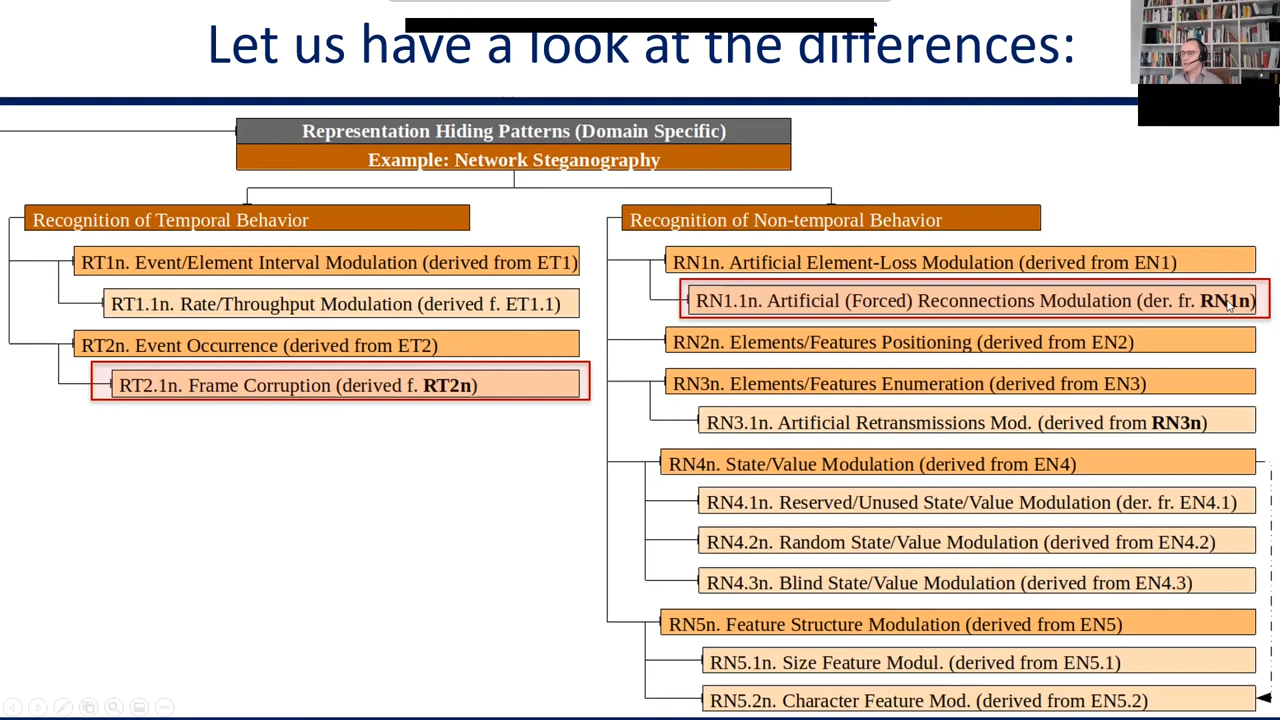 Let us have a look at the differences:
Representation Hiding Patterns (Domain Specific)
Example: Network Steganography
Recognition of Temporal Behavior
RT1n. Event/Element Interval Modulation (derived from ET1)
RT1.1n. Rate/Throughput Modulation (derived f. ET1.1)
RT2n. Event Occurrence (derived from ET2)
RT2.1n. Frame Corruption (derived f. RT2n)
Recognition of Non-temporal Behavior
RN1n. Artificial Element-Loss Modulation (derived from EN1)
RN1.1n. Artificial (Forced) Reconnections Modulation (der. fr. RN1n)
RN2n. Elements/Features Positioning (derived from EN2)
RN3n. Elements/Features Enumeration (derived from EN3)
RN3.1n. Artificial Retransmissions Mod. (derived from RN3n)
RN4n. State/Value Modulation (derived from EN4)
RN4.1n. Reserved/Unused State/Value Modulation (der. fr. EN4.1)
RN4.2n. Random State/Value Modulation (derived from EN4.2)
RN4.3n. Blind State/Value Modulation (derived from EN4.3)
RN5n. Feature Structure Modulation (derived from EN5)
RN5.1n. Size Feature Modul. (derived from EN5.1)
RN5.2n. Character Feature Mod. (derived from EN5.2)